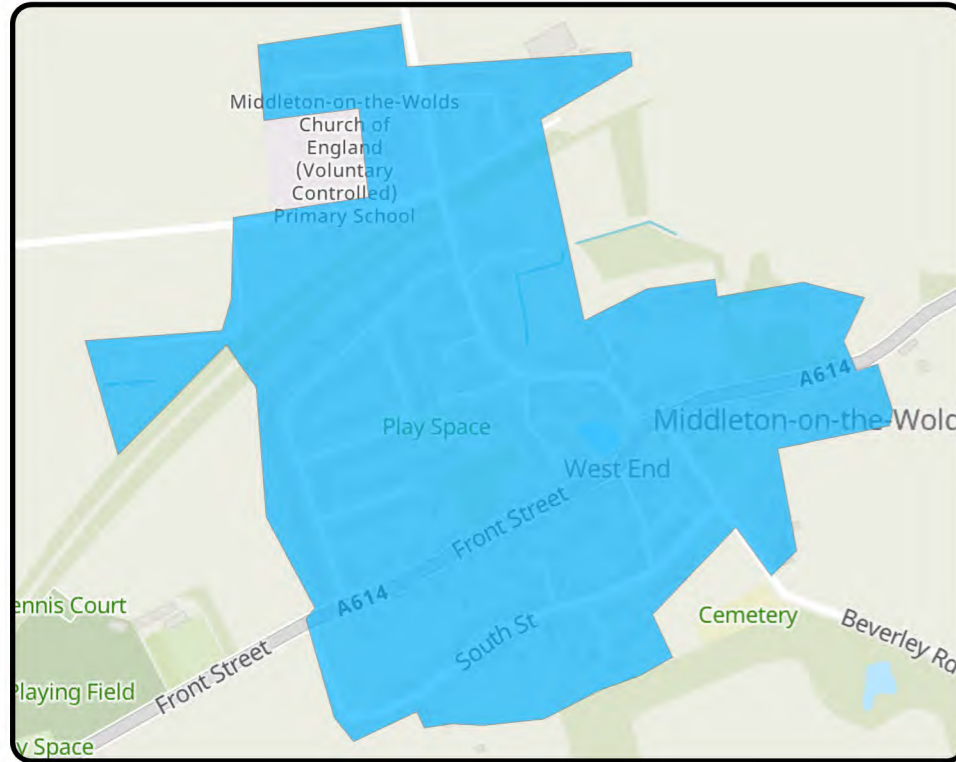 Middleton-on-the-Wolds
Church of
England
(Voluntary
Controlled)
Primary School
A614
Middleton-on-the-Wold
Play Space
West End
Front Street
A614
ennis Court
Cemetery
South St
Beverley Rd
Front Street
Playing Field
y Space